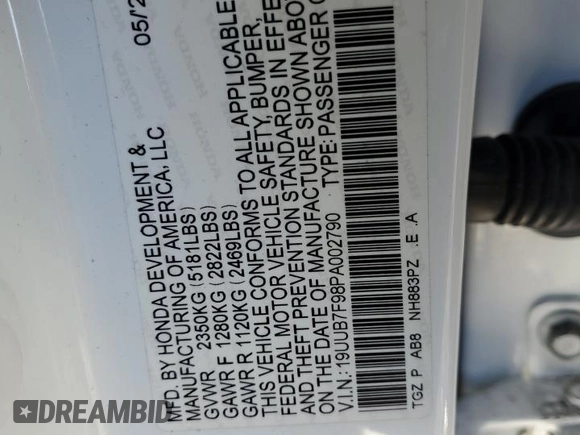 05/2
MFD. BY HONDA DEVELOPMENT &
MANUFACTURING OF AMERICA, LLC
GVWR 2350KG (5181LBS)
GAWR F 1280KG (2822LBS)
GAWR R 1120KG (2469LBS)
THIS VEHICLE CONFORMS TO ALL APPLICABLE
FEDERAL MOTOR VEHICLE SAFETY, BUMPER,
AND THEFT PREVENTION STANDARDS IN EFFE
ON THE DATE OF MANUFACTURE SHOWN ABOV
V.I.N.:19UUB7F98PA002790 TYPE:PASSENGER C
TGZ P AB8 NH883PZ .E .A
HONDA
DREAMBID